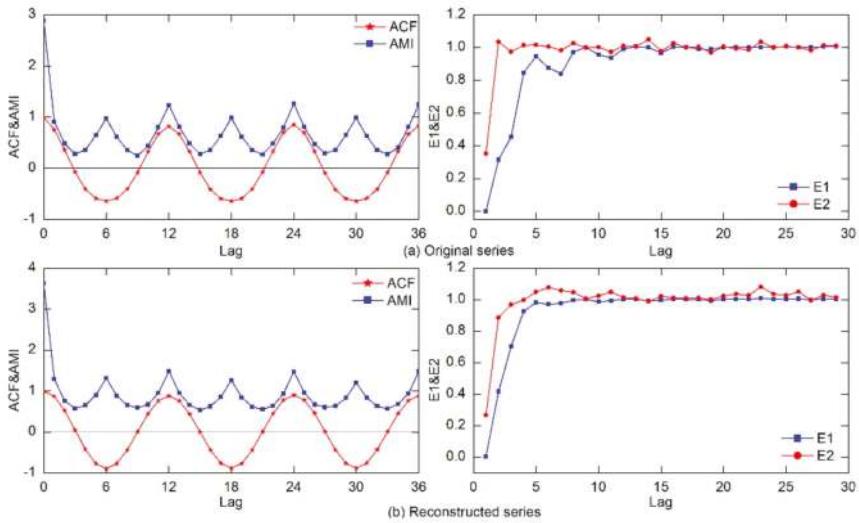 3
2
1
0
-1
ACF&AMI
ACF
AMI
0 6 12 18 24 30 36
Lag
1.2
1.0
0.8
0.6
0.4
0.2
0.0
E1&E2
E1
E2
0 5 10 15 20 25 30
Lag
(a) Original series
4
3
2
1
0
-1
ACF&AMI
ACF
AMI
0 6 12 18 24 30 36
Lag
1.2
1.0
0.8
0.6
0.4
0.2
0.0
E1&E2
E1
E2
0 5 10 15 20 25 30
Lag
(b) Reconstructed series